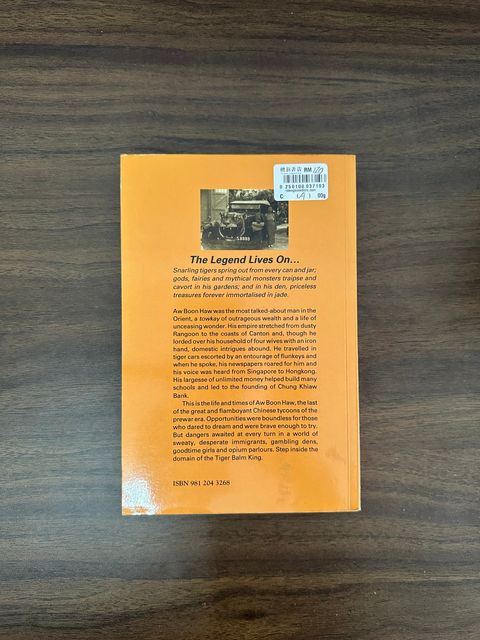 RM
9 250100 037193
C:
00g
The Legend Lives On...
Snarling tigers spring out from every can and jar;
gods, fairies and mythical monsters traipse and
cavort in his gardens; and in his den, priceless
treasures forever immortalised in jade.
Aw Boon Haw was the most talked-about man in the
Orient, a towkay of outrageous wealth and a life of
unceasing wonder. His empire stretched from dusty
Rangoon to the coasts of Canton and, though he
lorded over his household of four wives with an iron
hand, domestic intrigues abound. He travelled in
tiger cars escorted by an entourage of flunkeys and
when he spoke, his newspapers roared for him and
his voice was heard from Singapore to Hongkong.
His largesse of unlimited money helped build many
schools and led to the founding of Chung Khiaw
Bank.
This is the life and times of Aw Boon Haw, the last
of the great and flamboyant Chinese tycoons of the
prewar era. Opportunities were boundless for those
who dared to dream and were brave enough to try.
But dangers awaited at every turn in a world of
sweaty, desperate immigrants, gambling dens,
goodtime girls and opium parlours. Step inside the
domain of the Tiger Balm King.
ISBN 981 204 3268